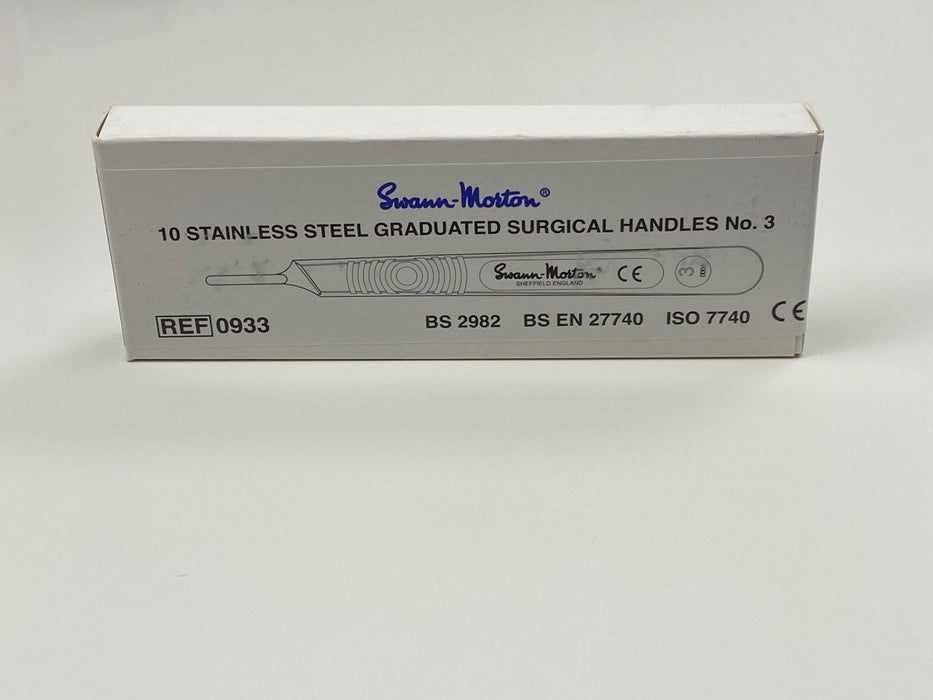 Swann-Morton®
10 STAINLESS STEEL GRADUATED SURGICAL HANDLES No. 3
Swann-Morton® CE 3
SHEFFIELD ENGLAND
REF 0933 BS 2982 BS EN 27740 ISO 7740 CE